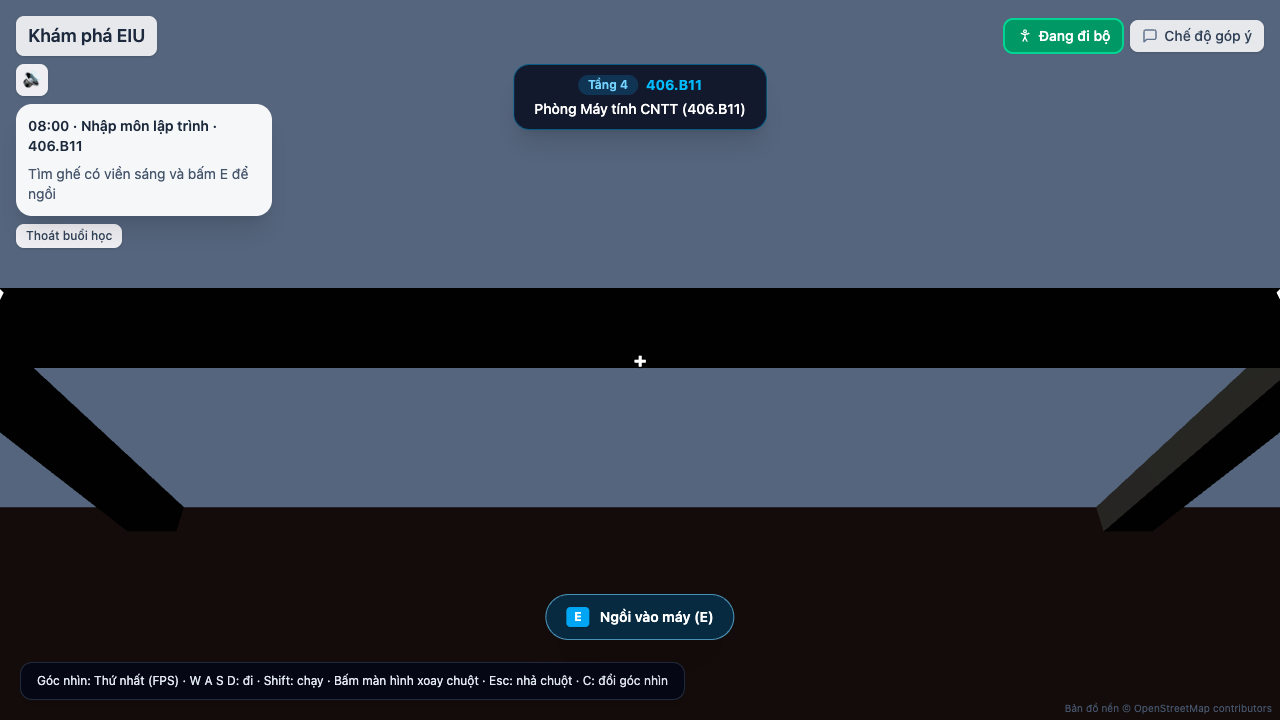 Khám phá EIU
Đang đi bộ
Chế độ góp ý
Tầng 4 406.B11
Phòng Máy tính CNTT (406.B11)
08:00 · Nhập môn lập trình ·
406.B11
Tìm ghế có viền sáng và bấm E để
ngồi
Thoát buổi học
E Ngồi vào máy (E)
Góc nhìn: Thứ nhất (FPS) · W A S D: đi · Shift: chạy · Bấm màn hình xoay chuột · Esc: nhả chuột · C: đổi góc nhìn
Bản đồ nền © OpenStreetMap contributors